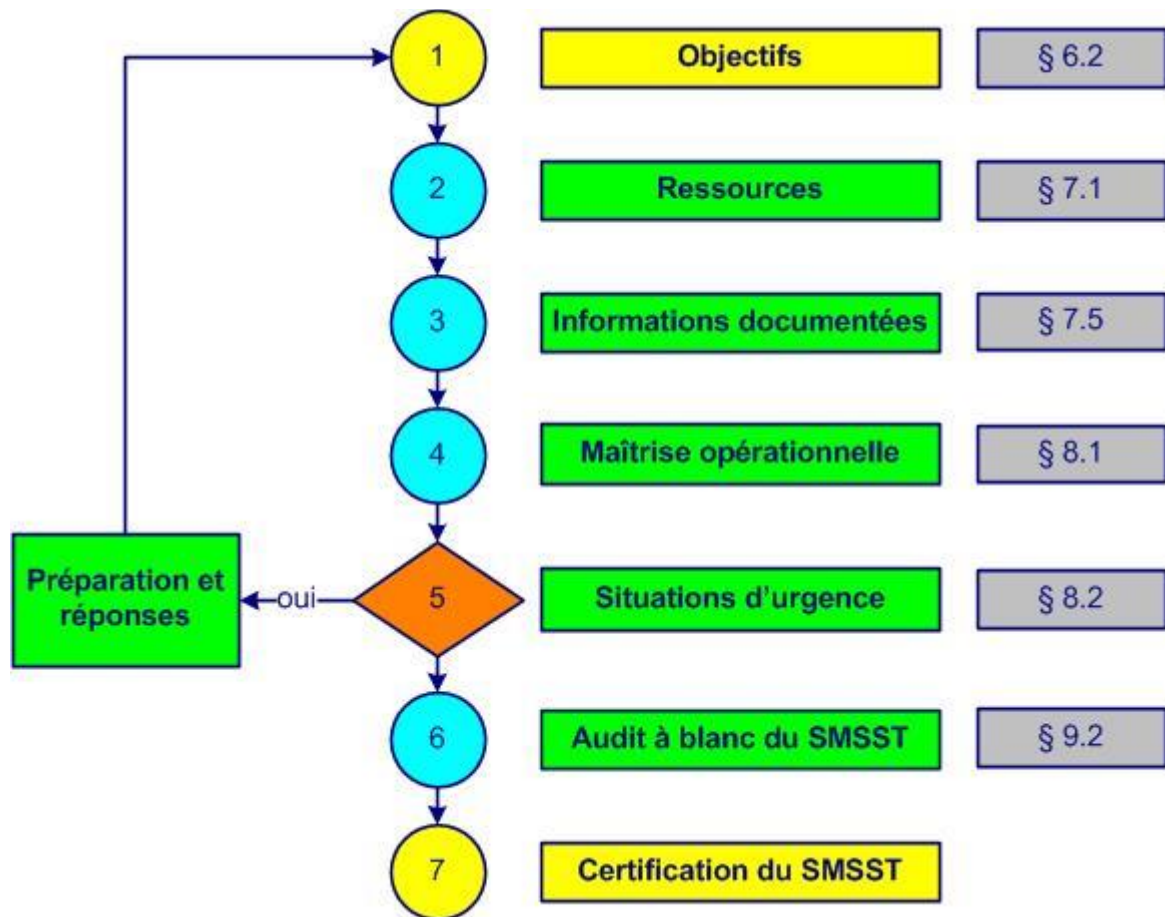 1
Objectifs
§ 6.2
2
Ressources
§ 7.1
3
Informations documentées
§ 7.5
4
Maîtrise opérationnelle
§ 8.1
Préparation et
réponses
oui
5
Situations d'urgence
§ 8.2
6
Audit à blanc du SMSST
§ 9.2
7
Certification du SMSST